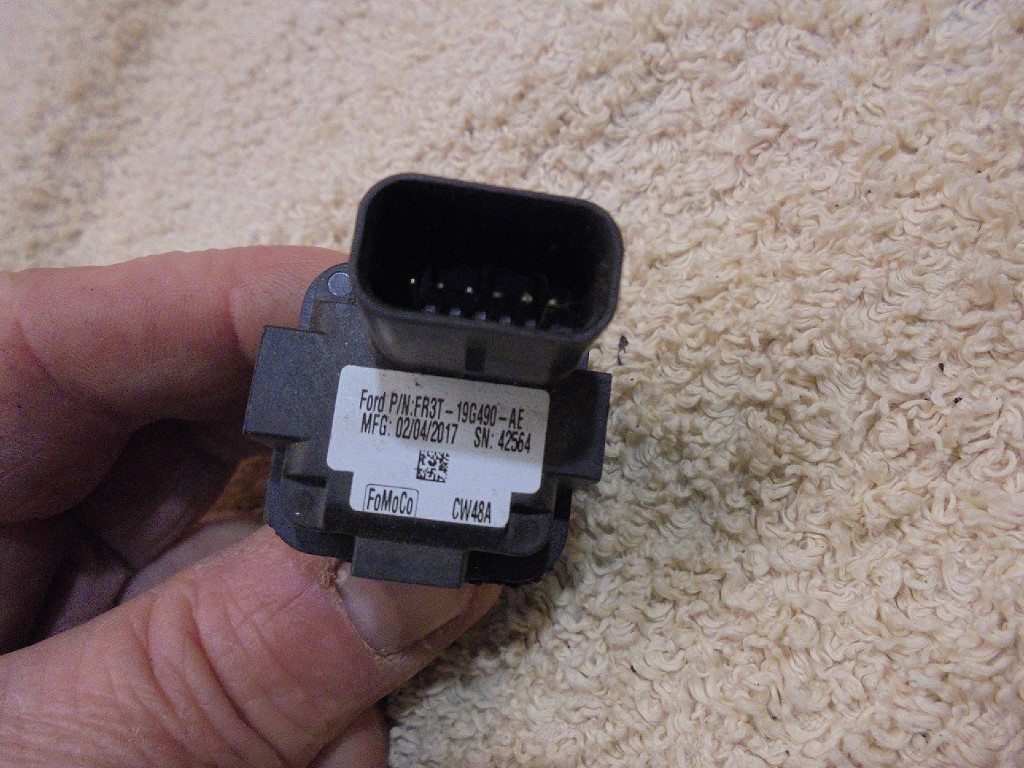 Ford P/N:FR3T-19G490-AE
MFG: 02/04/2017 SN: 42564
FoMoCo CW48A